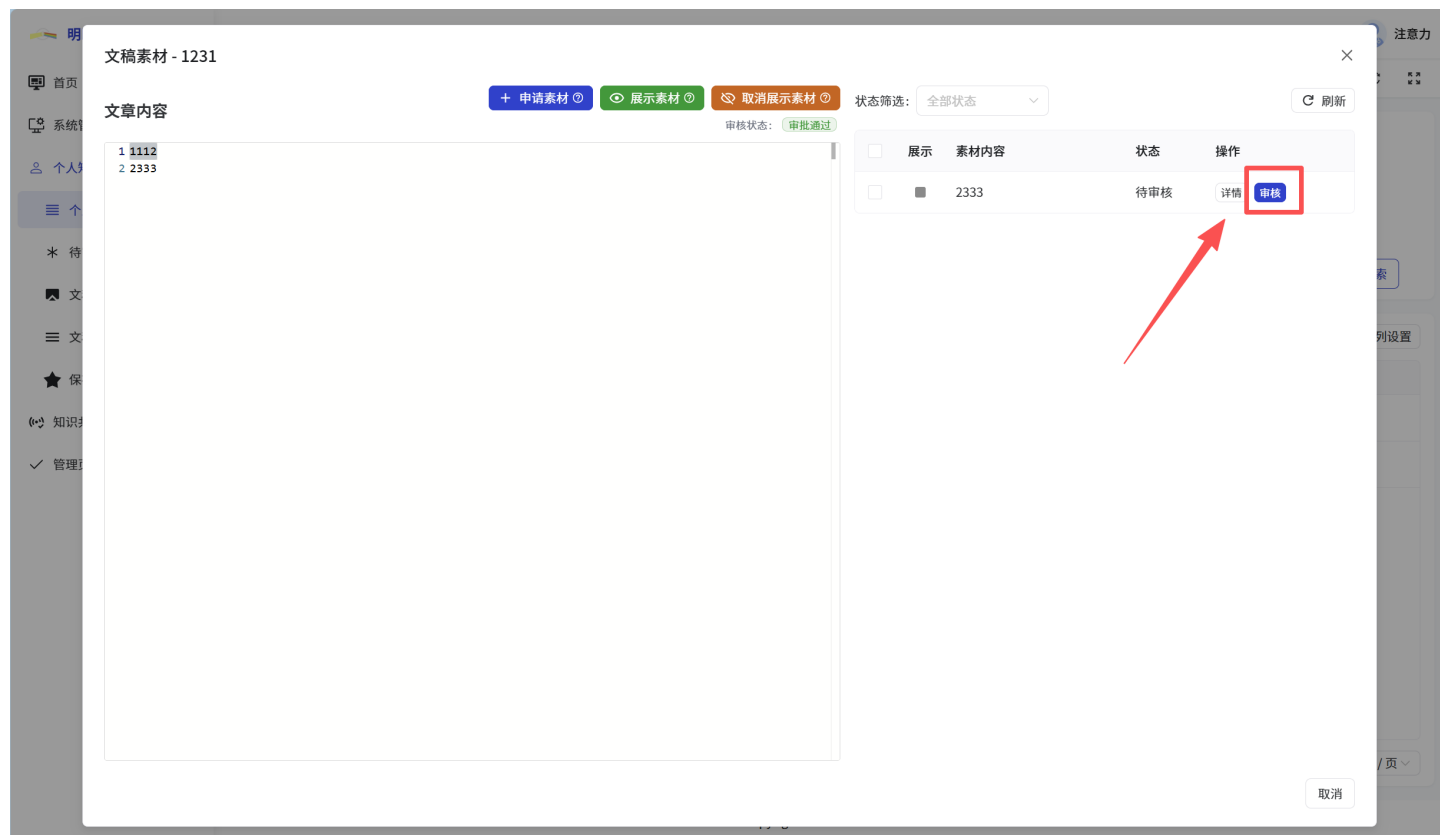 明
注意力
首页
系统
个人
个
待
文
文
保
知识
管理
文稿素材 - 1231
文章内容
申请素材
展示素材
取消展示素材
审核状态：
审批通过
1 1112
2 2333
状态筛选：
全部状态
刷新
展示 素材内容 状态 操作
2333 待审核 详情 审核
索
列设置
/ 页
取消